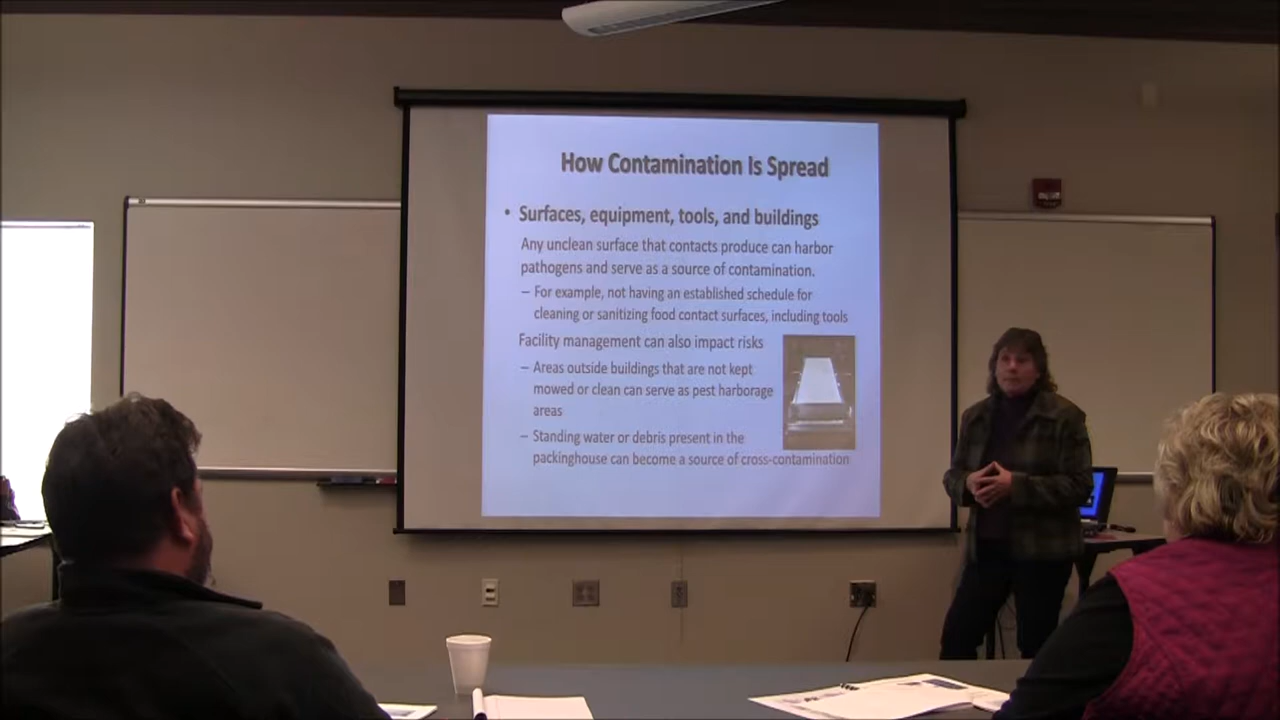 How Contamination Is Spread
• Surfaces, equipment, tools, and buildings
Any unclean surface that contacts produce can harbor
pathogens and serve as a source of contamination.
– For example, not having an established schedule for
cleaning or sanitizing food contact surfaces, including tools
Facility management can also impact risks
– Areas outside buildings that are not kept
mowed or clean can serve as pest harborage
areas
– Standing water or debris present in the
packinghouse can become a source of cross-contamination